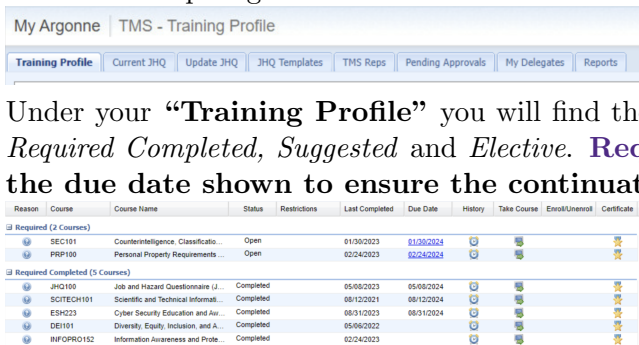 My Argonne | TMS - Training Profile
Training Profile Current JHQ Update JHQ JHQ Templates TMS Reps Pending Approvals My Delegates Reports
Under your “Training Profile” you will find th
Required Completed, Suggested and Elective. Rec
the due date shown to ensure the continuat
Reason Course Course Name Status Restrictions Last Completed Due Date History Take Course Enroll/Unenroll Certificate
Required (2 Courses)
SEC101 Counterintelligence, Classificatio... Open 01/30/2023 01/30/2024
PRP100 Personal Property Requirements ... Open 02/24/2023 02/24/2024
Required Completed (5 Courses)
JHQ100 Job and Hazard Questionnaire (J... Completed 05/08/2023 05/08/2024
SCITECH101 Scientific and Technical Informati... Completed 08/12/2021 08/12/2024
ESH223 Cyber Security Education and Aw... Completed 08/31/2023 08/31/2024
DEI101 Diversity, Equity, Inclusion, and A... Completed 05/06/2022
INFOPRO152 Information Awareness and Prote... Completed 02/24/2023